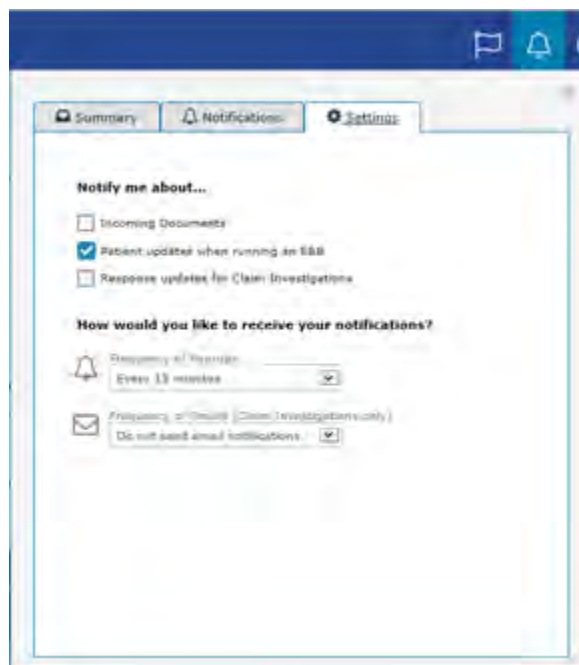 Summary
Notifications
Settings
Notify me about...
Incoming Documents
Patient updates when running an E&B
Response updates for Claim Investigations
How would you like to receive your notifications?
Frequency of Popups
Every 15 minutes
Frequency of Emails (Claim Investigations only)
Do not send email notifications